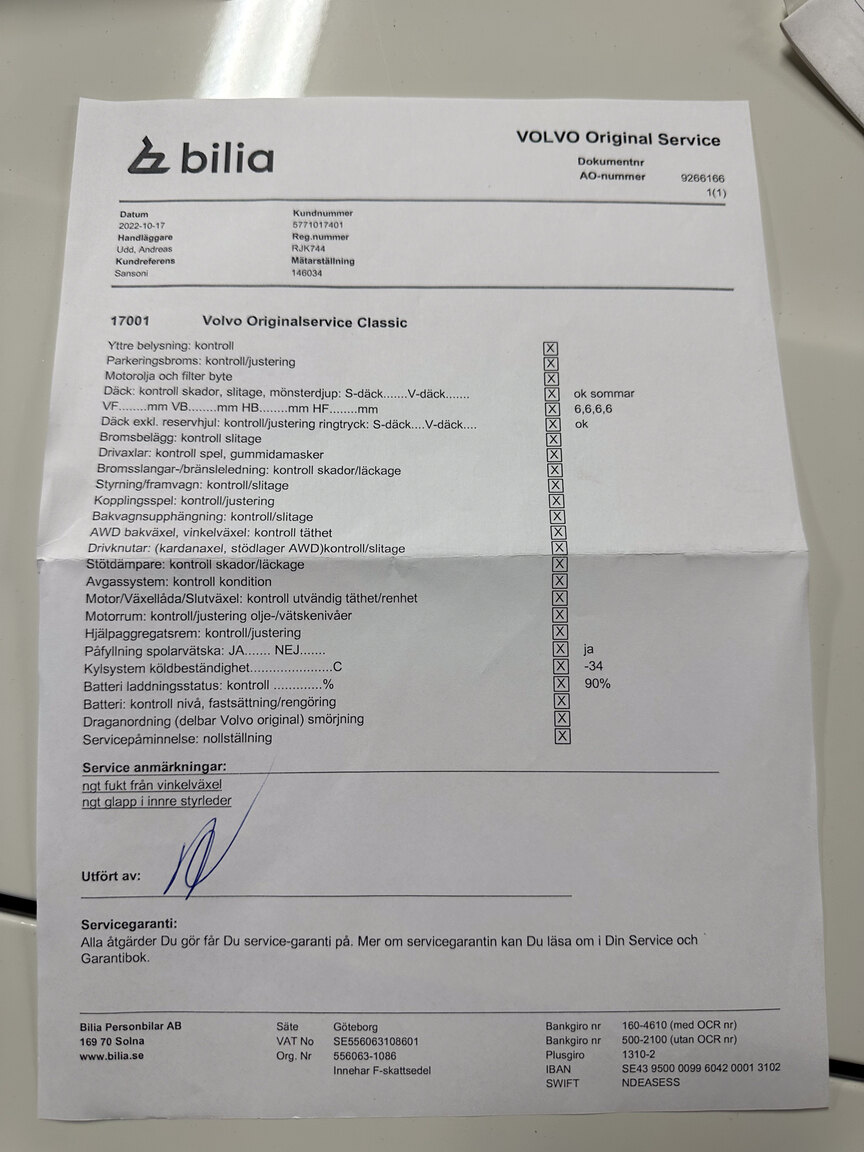 bilia
VOLVO Original Service
Dokumentnr
AO-nummer 9266166
1(1)
Datum Kundnummer
2022-10-17 5771017401
Handläggare Reg.nummer
Udd, Andreas RJK744
Kundreferens Mätarställning
Sansoni 146034
17001 Volvo Originalservice Classic
Yttre belysning: kontroll X
Parkeringsbroms: kontroll/justering X
Motorolja och filter byte X
Däck: kontroll skador, slitage, mönsterdjup: S-däck.......V-däck....... X ok sommar
VF........mm VB........mm HB........mm HF........mm X 6,6,6,6
Däck exkl. reservhjul: kontroll/justering ringtryck: S-däck....V-däck.... X ok
Bromsbelägg: kontroll slitage X
Drivaxlar: kontroll spel, gummidamasker X
Bromsslangar-/bränsleledning: kontroll skador/läckage X
Styrning/framvagn: kontroll/slitage X
Kopplingsspel: kontroll/justering X
Bakvagnsupphängning: kontroll/slitage X
AWD bakväxel, vinkelväxel: kontroll täthet X
Drivknutar: (kardanaxel, stödlager AWD)kontroll/slitage X
Stötdämpare: kontroll skador/läckage X
Avgassystem: kontroll kondition X
Motor/Växellåda/Slutväxel: kontroll utvändig täthet/renhet X
Motorrum: kontroll/justering olje-/vätskenivåer X
Hjälpaggregatsrem: kontroll/justering X
Påfyllning spolarvätska: JA....... NEJ....... X ja
Kylsystem köldbeständighet......................C X -34
Batteri laddningsstatus: kontroll .............% X 90%
Batteri: kontroll nivå, fastsättning/rengöring X
Draganordning (delbar Volvo original) smörjning X
Servicepåminnelse: nollställning X
Service anmärkningar:
ngt fukt från vinkelväxel
ngt glapp i innre styrleder
Utfört av:
Servicegaranti:
Alla åtgärder Du gör får Du service-garanti på. Mer om servicegarantin kan Du läsa om i Din Service och
Garantibok.
Bilia Personbilar AB Säte Göteborg Bankgiro nr 160-4610 (med OCR nr)
169 70 Solna VAT No SE556063108601 Bankgiro nr 500-2100 (utan OCR nr)
www.bilia.se Org. Nr 556063-1086 Plusgiro 1310-2
Innehar F-skattsedel IBAN SE43 9500 0099 6042 0001 3102
SWIFT NDEASESS